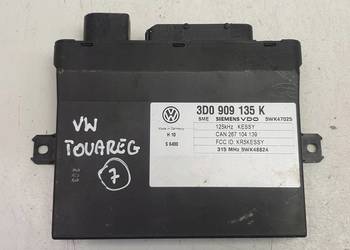 3D0 909 135 K
SME SIEMENS VDO 5WK47025
125kHz KESSY
Made in Germany
CAN 267 104 139
H 10
FCC ID: KR5KESSY
315 MHz 5WK48824
VW
TOUAREG
7